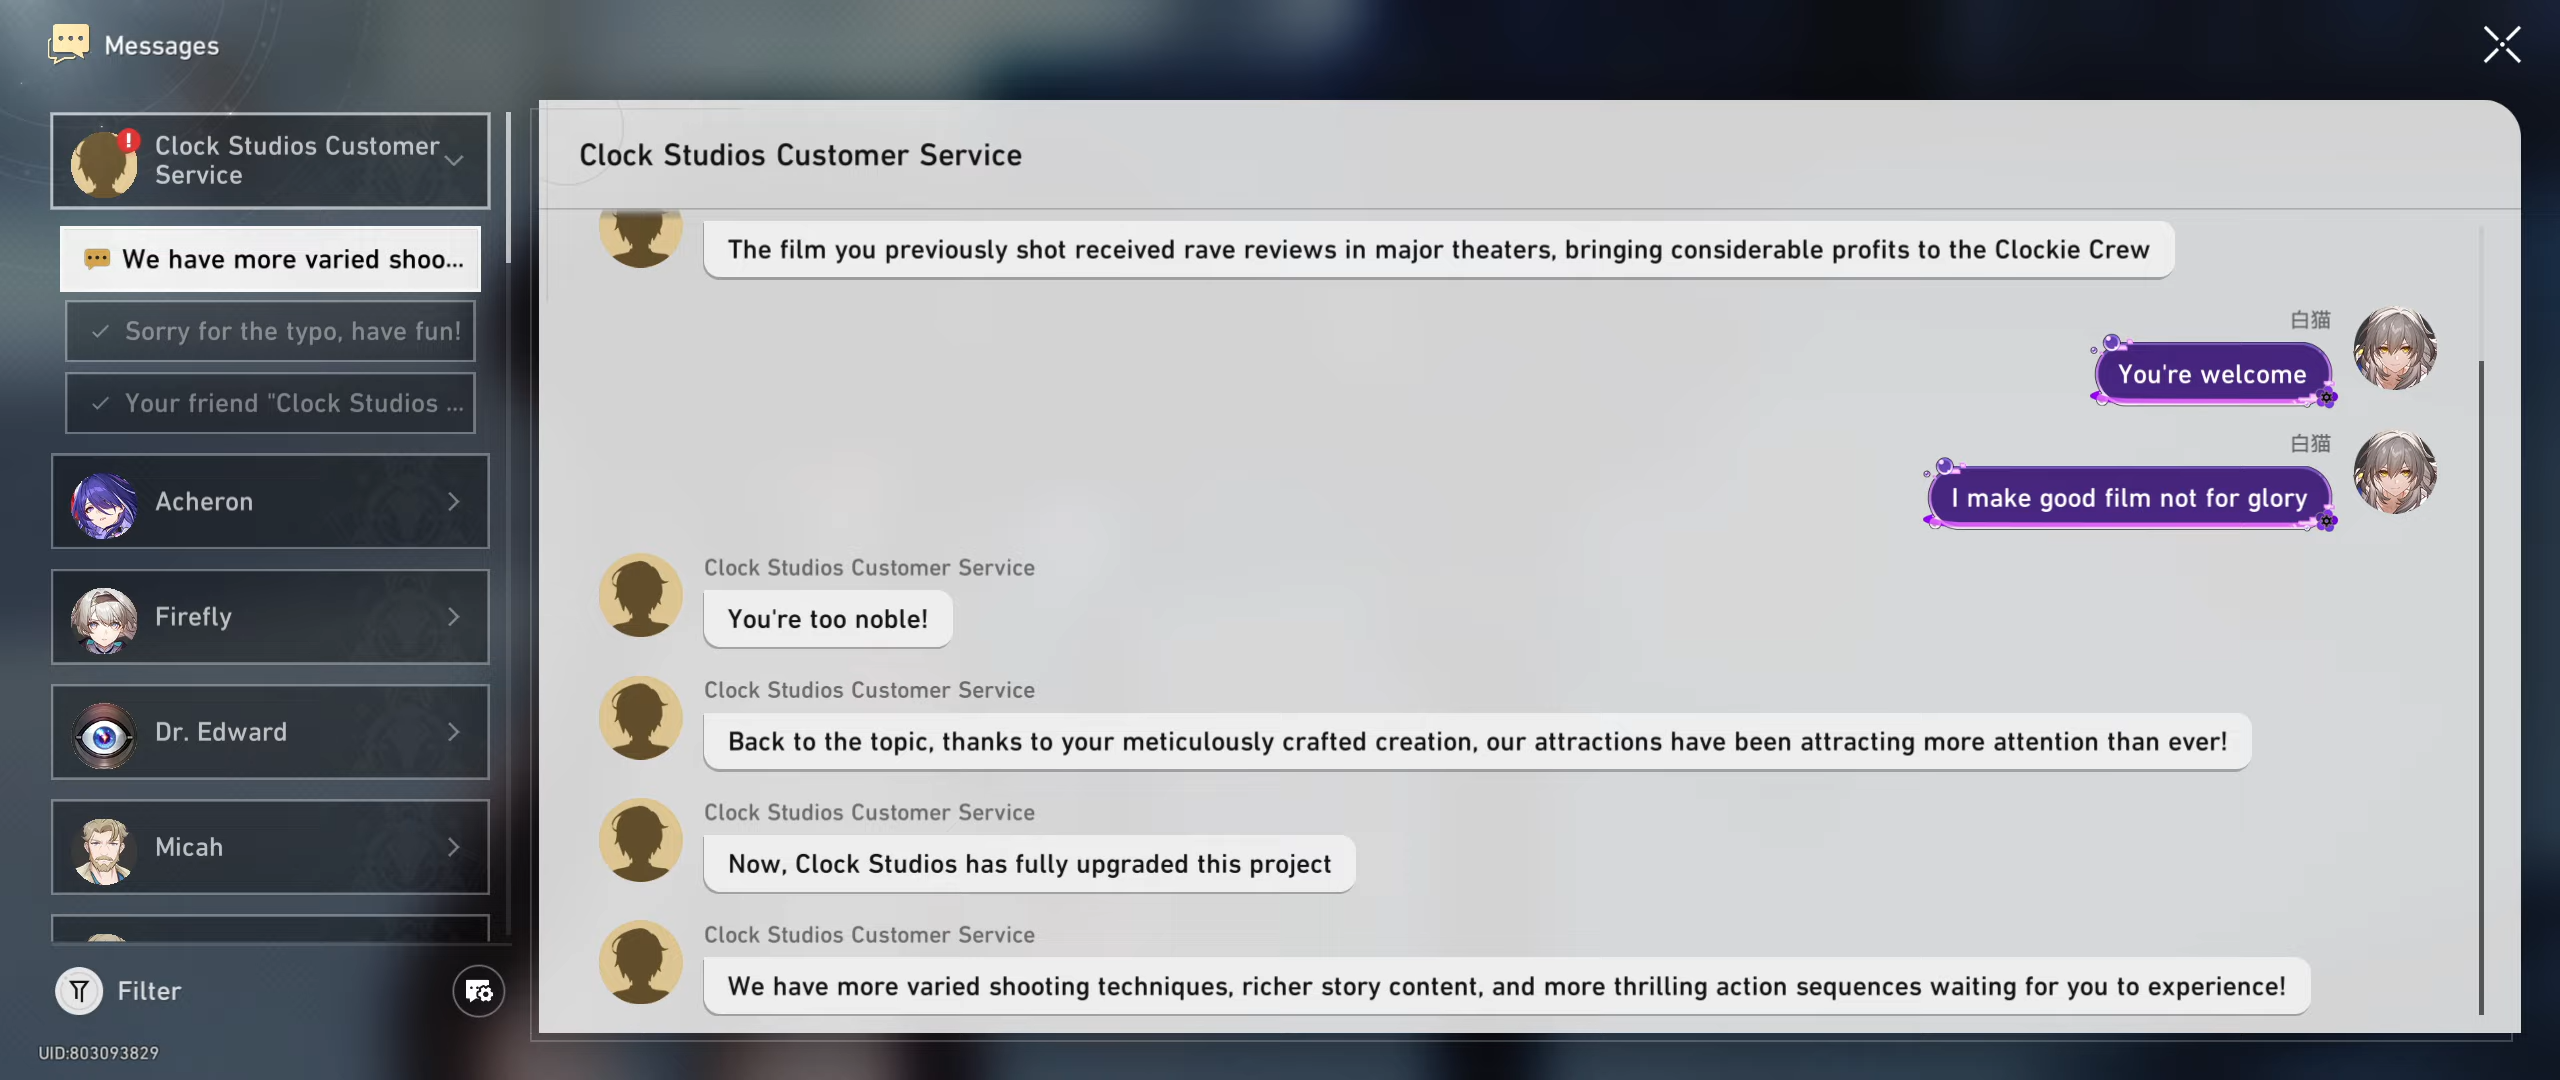 Messages
Clock Studios Customer
Service
We have more varied shoo...
Sorry for the typo, have fun!
Your friend "Clock Studios ...
Acheron
Firefly
Dr. Edward
Micah
Filter
UID:803093829
Clock Studios Customer Service
The film you previously shot received rave reviews in major theaters, bringing considerable profits to the Clockie Crew
白猫
You're welcome
白猫
I make good film not for glory
Clock Studios Customer Service
You're too noble!
Clock Studios Customer Service
Back to the topic, thanks to your meticulously crafted creation, our attractions have been attracting more attention than ever!
Clock Studios Customer Service
Now, Clock Studios has fully upgraded this project
Clock Studios Customer Service
We have more varied shooting techniques, richer story content, and more thrilling action sequences waiting for you to experience!